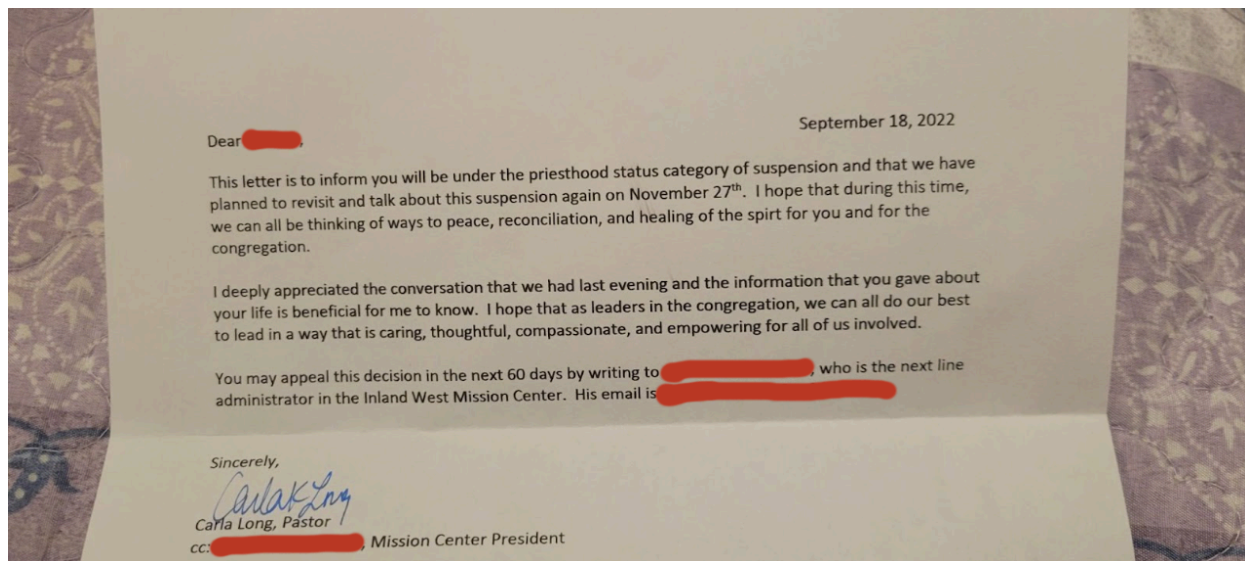 September 18, 2022
Dear ,
This letter is to inform you will be under the priesthood status category of suspension and that we have
planned to revisit and talk about this suspension again on November 27th. I hope that during this time,
we can all be thinking of ways to peace, reconciliation, and healing of the spirt for you and for the
congregation.
I deeply appreciated the conversation that we had last evening and the information that you gave about
your life is beneficial for me to know. I hope that as leaders in the congregation, we can all do our best
to lead in a way that is caring, thoughtful, compassionate, and empowering for all of us involved.
You may appeal this decision in the next 60 days by writing to , who is the next line
administrator in the Inland West Mission Center. His email is
Sincerely,
Carla K Long
Carla Long, Pastor
cc: , Mission Center President